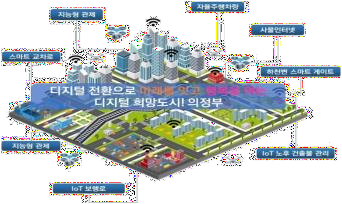 지능형 관제
자율주행차량
사물인터넷
스마트 교차로
하천변 스마트 게이트
디지털 전환으로 미래를 잇고 행복을 더하는
디지털 희망도시! 의정부
지능형 관제
IoT 노후 건축물 관리
IoT 보행로